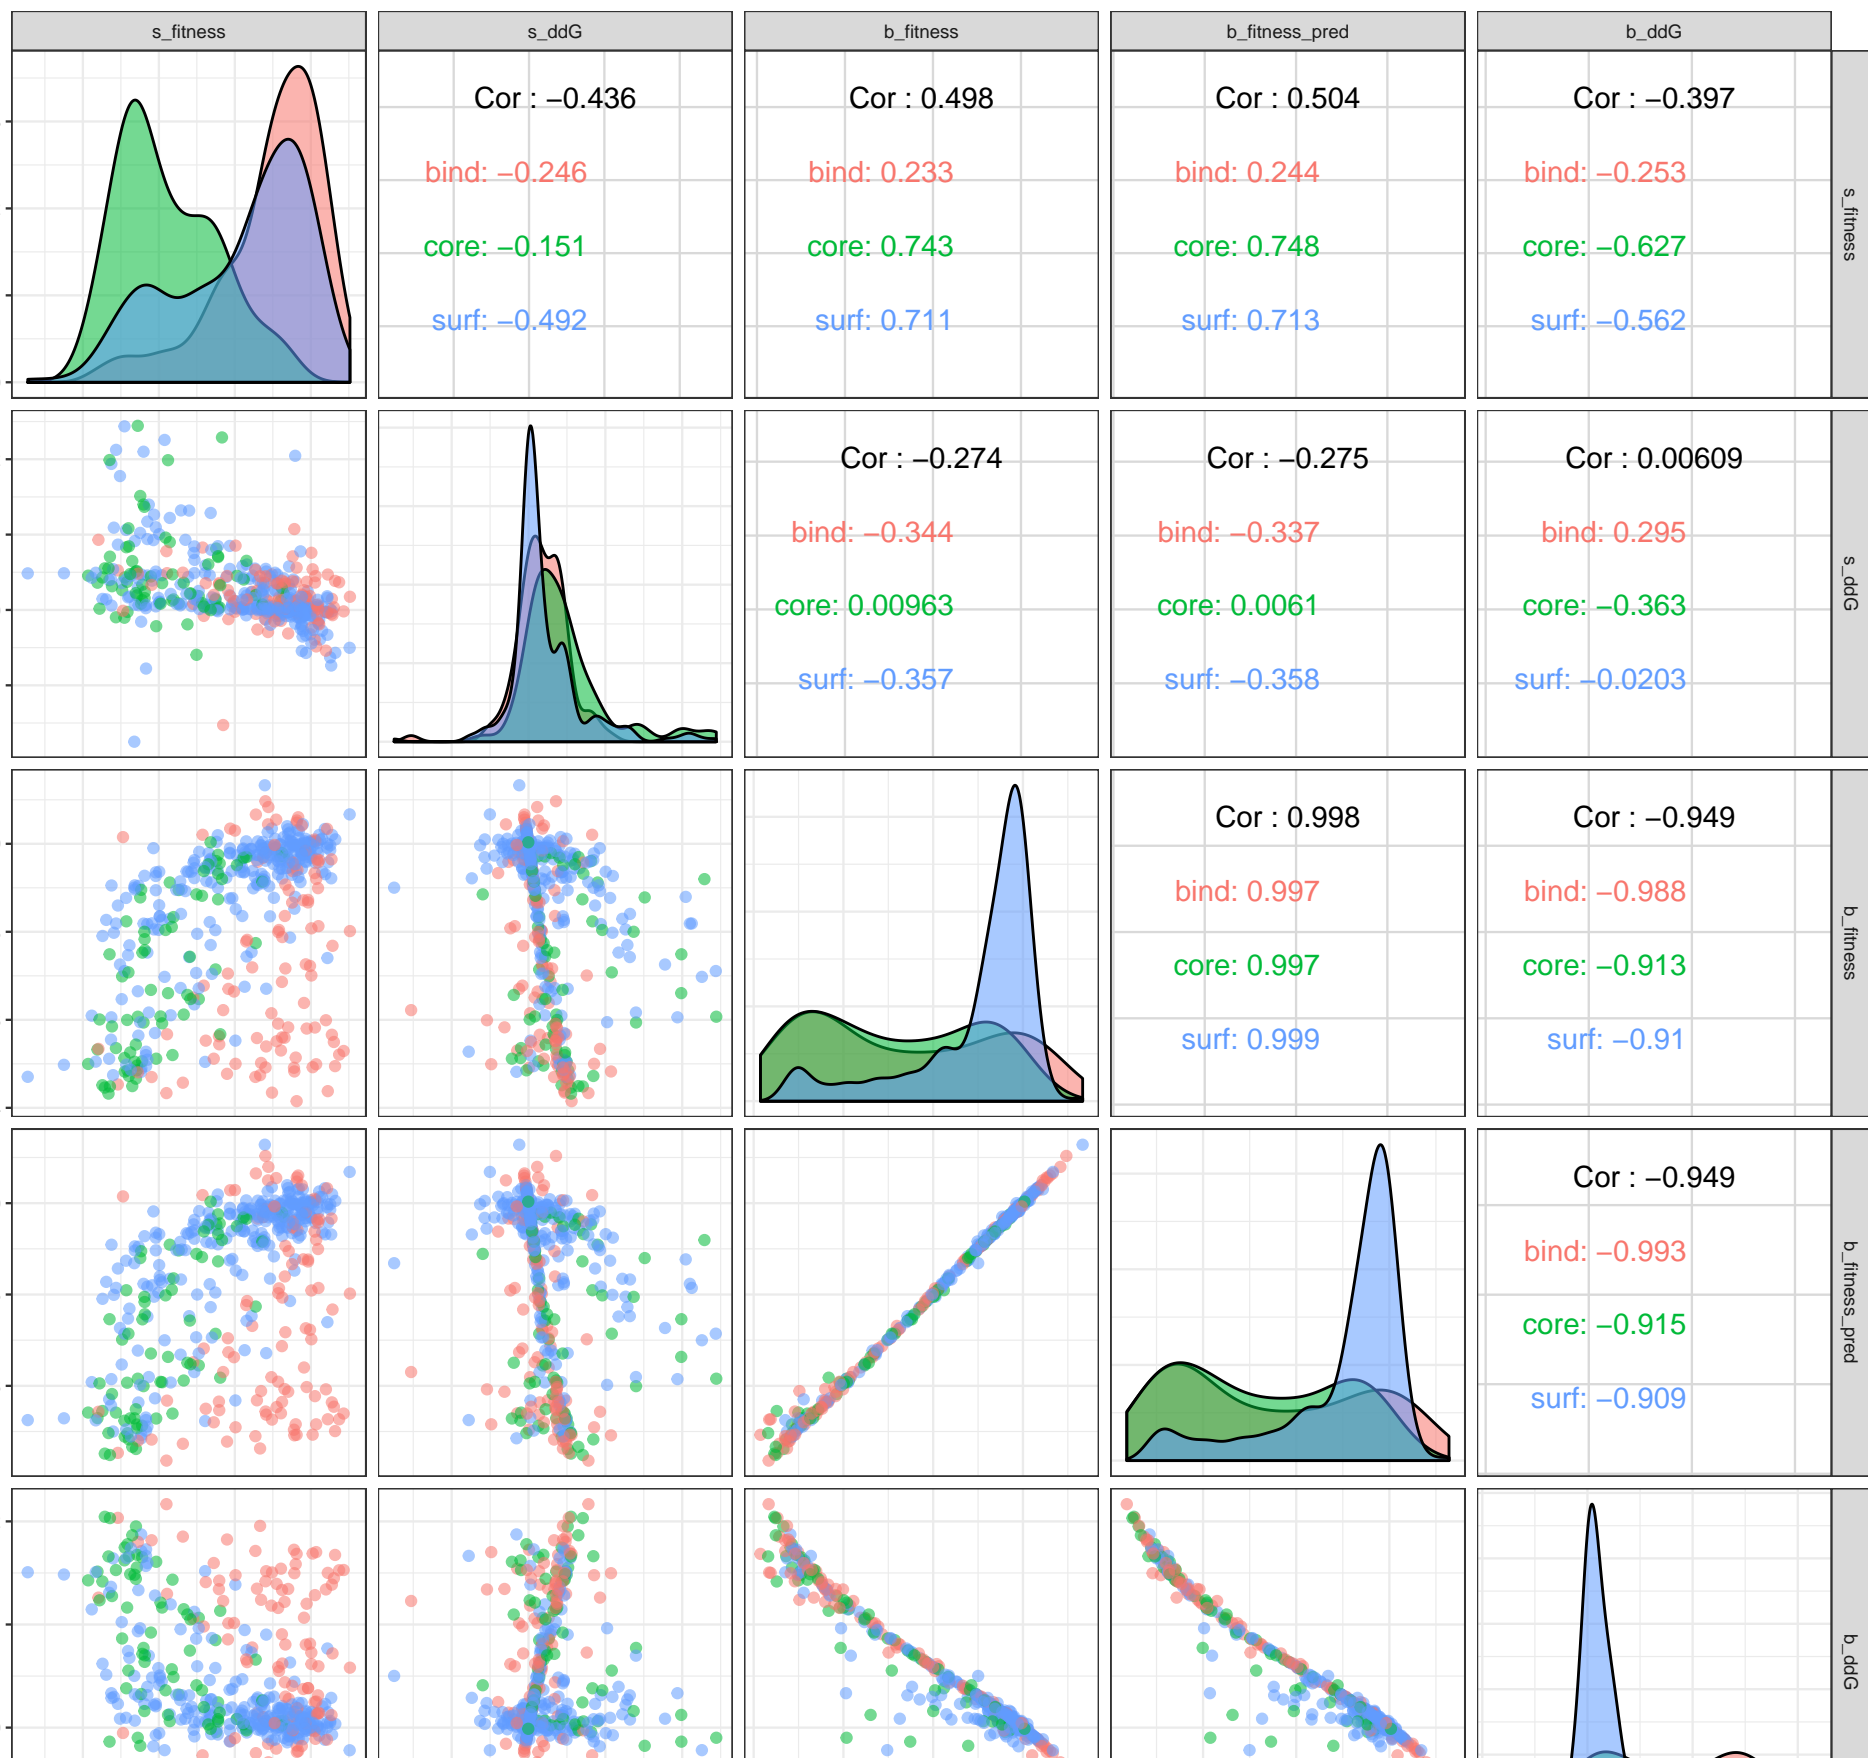 s_fitness
s_ddG
b_fitness
b_fitness_pred
b_ddG
Cor : −0.436
bind: −0.246
core: −0.151
surf: −0.492
Cor : 0.498
bind: 0.233
core: 0.743
surf: 0.711
Cor : 0.504
bind: 0.244
core: 0.748
surf: 0.713
Cor : −0.397
bind: −0.253
core: −0.627
surf: −0.562
s_fitness
Cor : −0.274
bind: −0.344
core: 0.00963
surf: −0.357
Cor : −0.275
bind: −0.337
core: 0.0061
surf: −0.358
Cor : 0.00609
bind: 0.295
core: −0.363
surf: −0.0203
s_ddG
Cor : 0.998
bind: 0.997
core: 0.997
surf: 0.999
Cor : −0.949
bind: −0.988
core: −0.913
surf: −0.91
b_fitness
Cor : −0.949
bind: −0.993
core: −0.915
surf: −0.909
b_fitness_pred
b_ddG